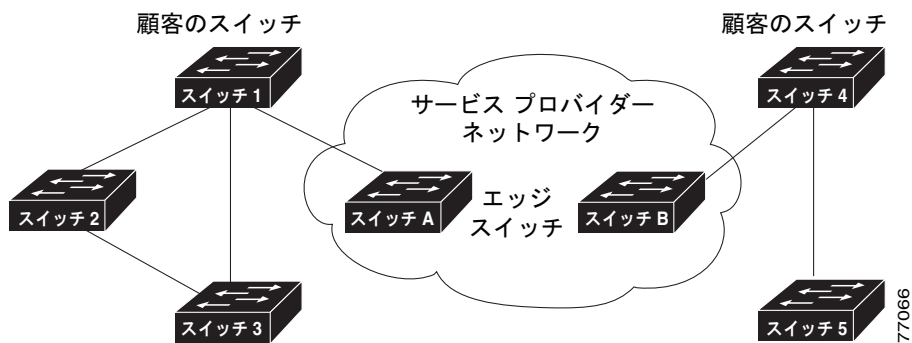 顧客のスイッチ
顧客のスイッチ
スイッチ 1
スイッチ 4
サービス プロバイダー
ネットワーク
スイッチ 2
スイッチ A
エッジ
スイッチ
スイッチ B
スイッチ 3
スイッチ 5
77066